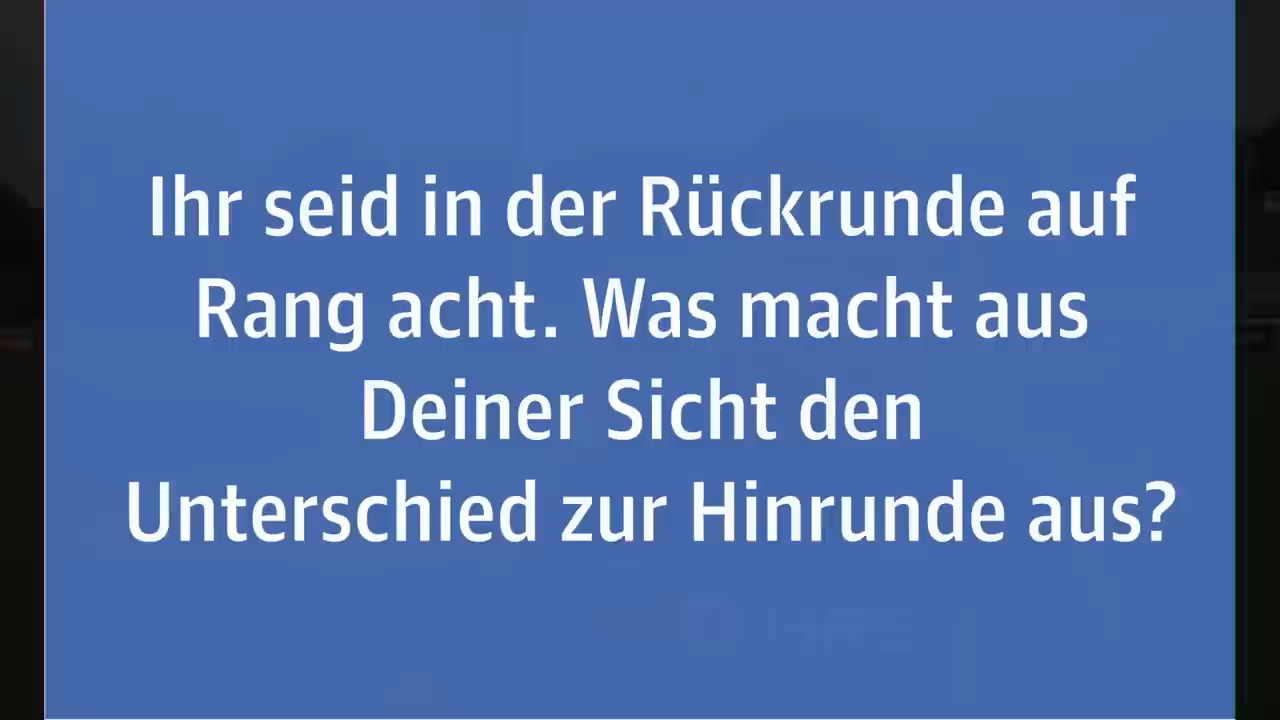 Ihr seid in der Rückrunde auf
Rang acht. Was macht aus
Deiner Sicht den
Unterschied zur Hinrunde aus?